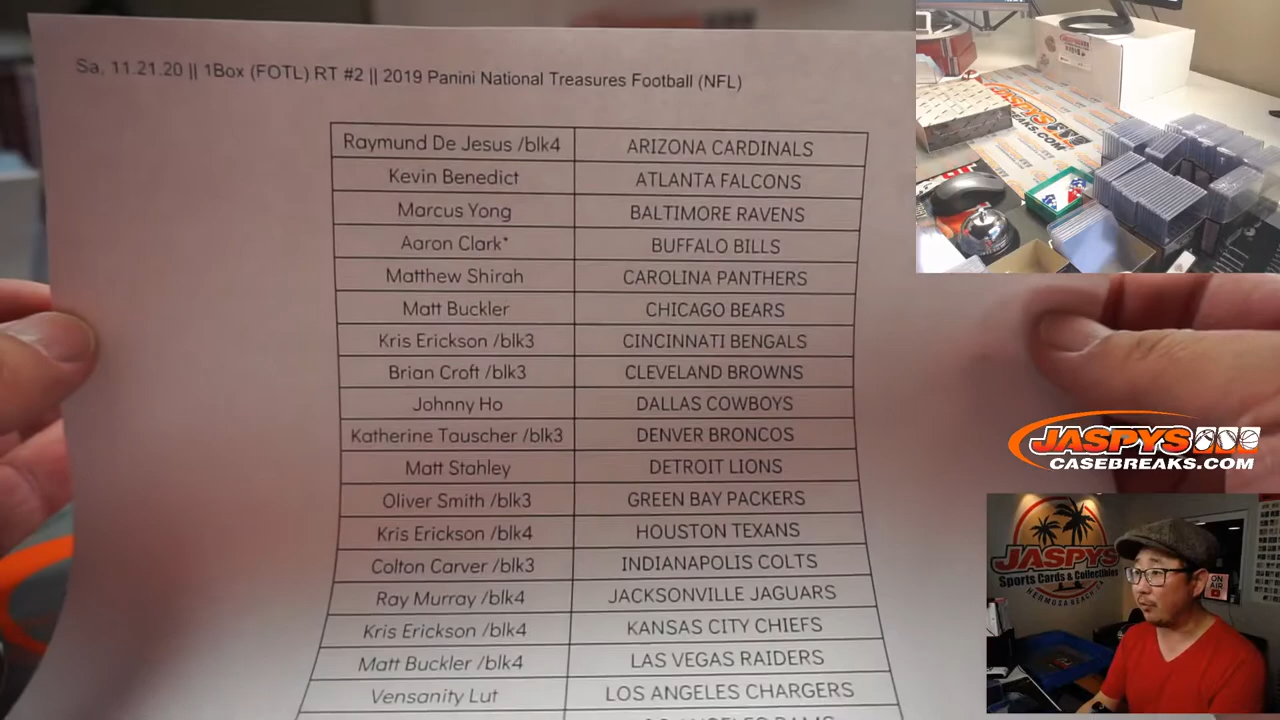 Sa, 11.21.20 || 1Box (FOTL) RT #2 || 2019 Panini National Treasures Football (NFL)
Raymund De Jesus /blk4 ARIZONA CARDINALS
Kevin Benedict ATLANTA FALCONS
Marcus Yong BALTIMORE RAVENS
Aaron Clark* BUFFALO BILLS
Matthew Shirah CAROLINA PANTHERS
Matt Buckler CHICAGO BEARS
Kris Erickson /blk3 CINCINNATI BENGALS
Brian Croft /blk3 CLEVELAND BROWNS
Johnny Ho DALLAS COWBOYS
Katherine Tauscher /blk3 DENVER BRONCOS
Matt Stahley DETROIT LIONS
Oliver Smith /blk3 GREEN BAY PACKERS
Kris Erickson /blk4 HOUSTON TEXANS
Colton Carver /blk3 INDIANAPOLIS COLTS
Ray Murray /blk4 JACKSONVILLE JAGUARS
Kris Erickson /blk4 KANSAS CITY CHIEFS
Matt Buckler /blk4 LAS VEGAS RAIDERS
Vensanity Lut LOS ANGELES CHARGERS
JASPYS
CASEBREAKS.COM
JASPYS
Sports Cards & Collectibles
HERMOSA BEACH
ON
AIR